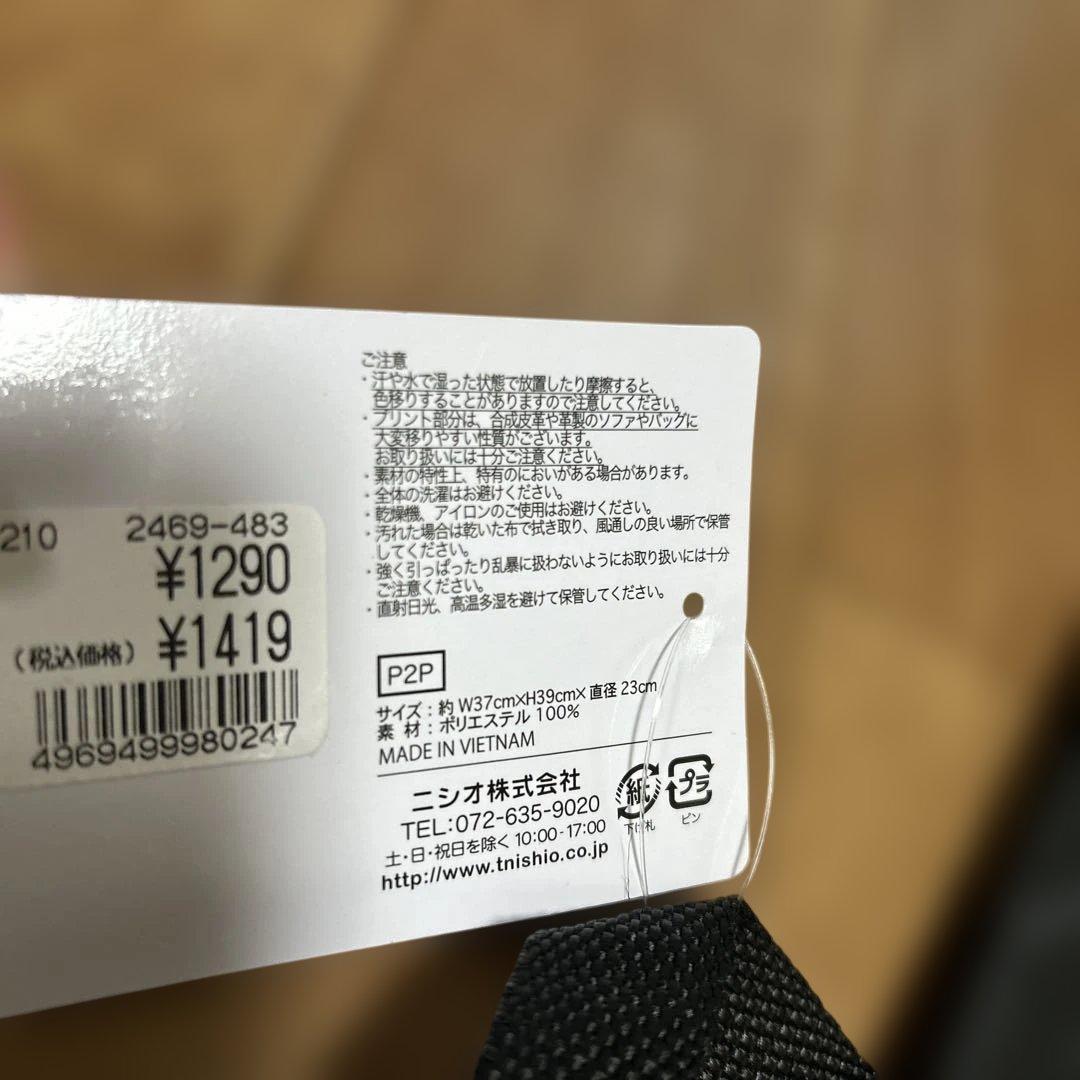 ご注意
・汗や水で湿った状態で放置したり摩擦すると、
色移りすることがありますので注意してください。
・プリント部分は、合成皮革や革製のソファやバッグに
大変移りやすい性質がございます。
お取り扱いには十分ご注意ください。
・素材の特性上、特有のにおいがある場合があります。
・全体の洗濯はお避けください。
・乾燥機、アイロンのご使用はお避けください。
・汚れた場合は乾いた布で拭き取り、風通しの良い場所で保管
してください。
・強く引っぱったり乱暴に扱わないようにお取り扱いには十分
ご注意ください。
・直射日光、高温多湿を避けて保管してください。
210 2469-483
¥1290
(税込価格) ¥1419
4969499980247
P2P
サイズ:約 W37cm×H39cm×直径 23cm
素 材:ポリエステル 100%
MADE IN VIETNAM
ニシオ株式会社
TEL:072-635-9020
土・日・祝日を除く 10:00-17:00
http://www.tnishio.co.jp
紙
下げ札
プラ
ピン